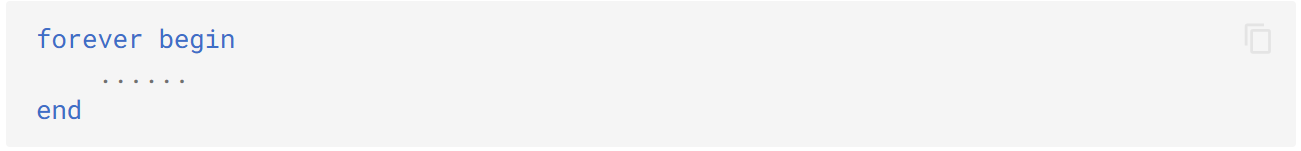 forever begin
    ......
end